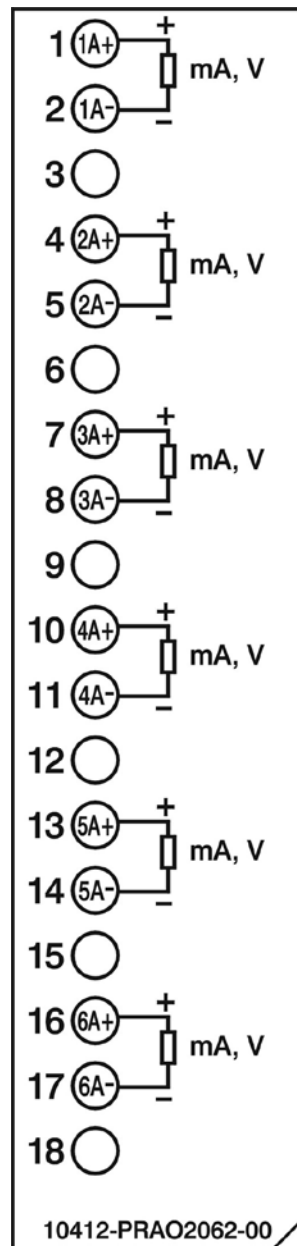 +
1 1A+
mA, V
2 1A-
–
3
+
4 2A+
mA, V
5 2A-
–
6
+
7 3A+
mA, V
8 3A-
–
9
+
10 4A+
mA, V
11 4A-
–
12
+
13 5A+
mA, V
14 5A-
–
15
+
16 6A+
mA, V
17 6A-
–
18
10412-PRAO2062-00